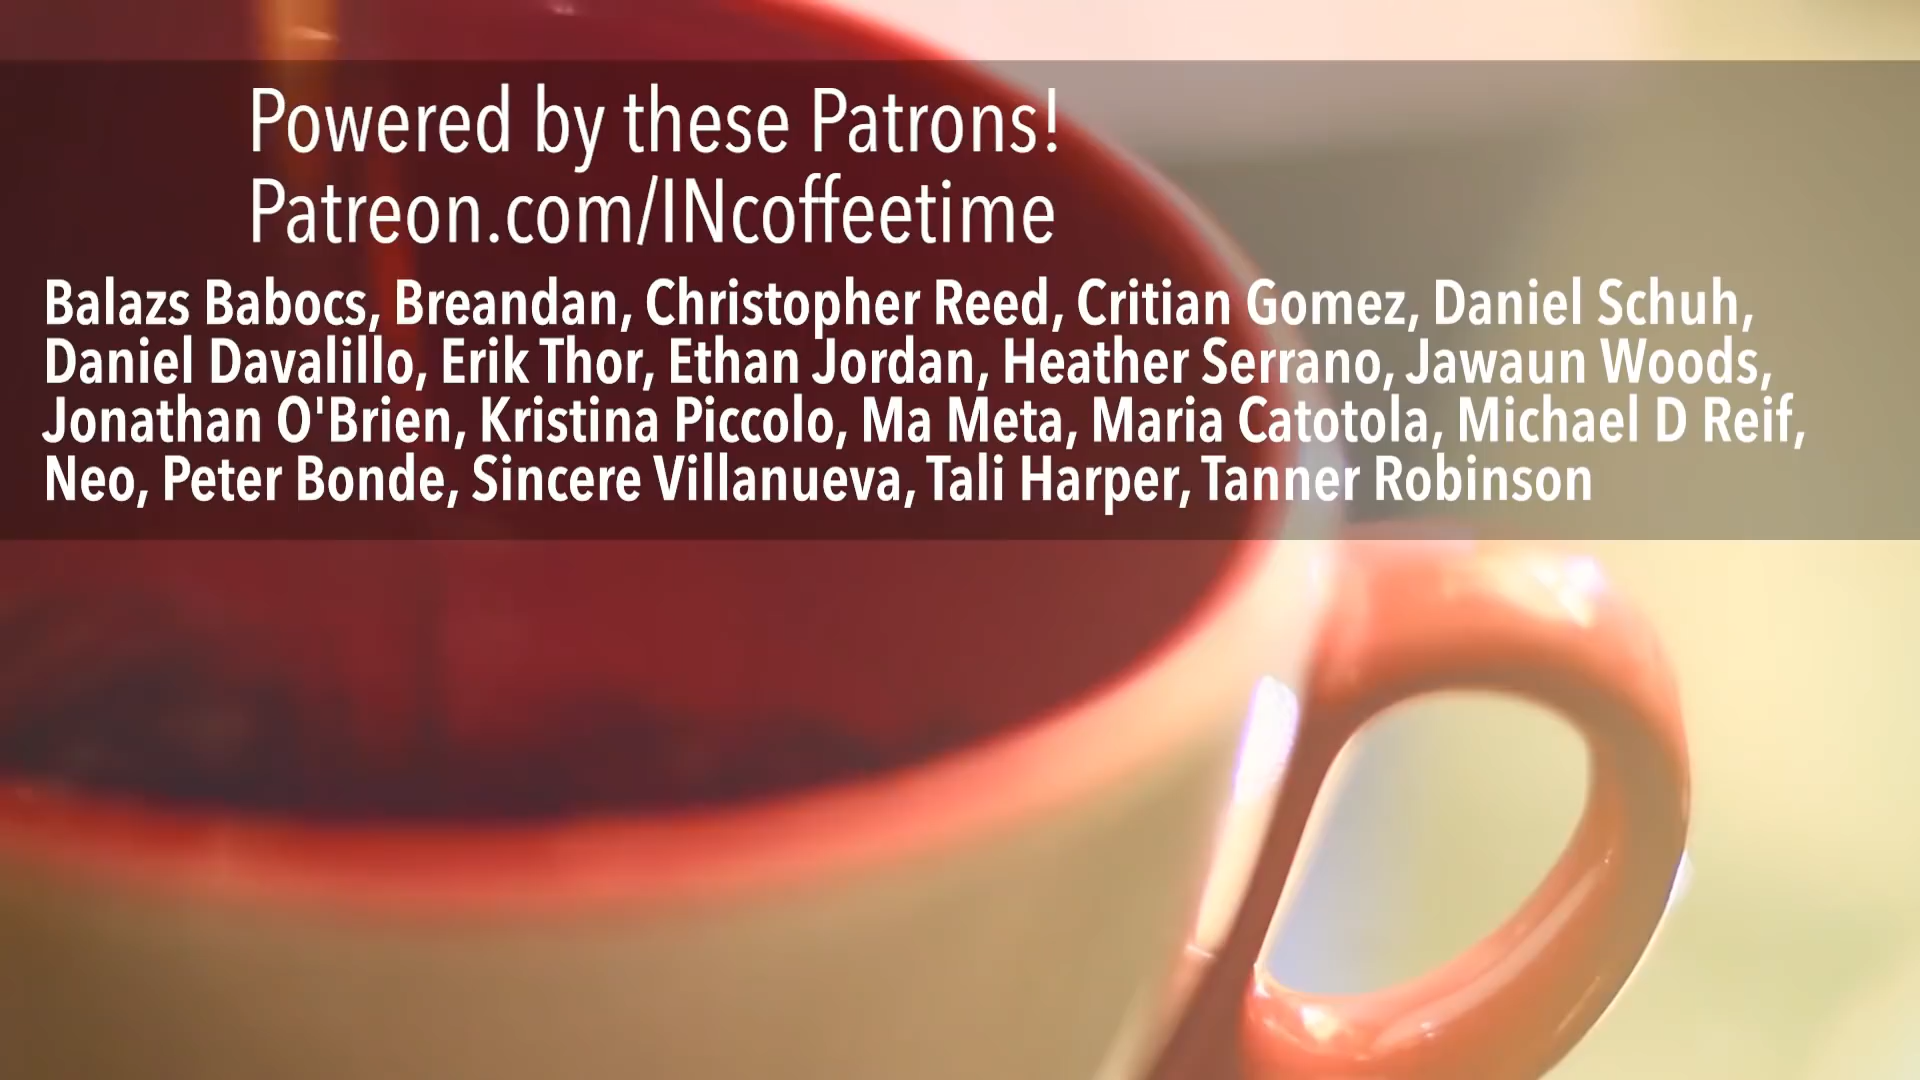 Powered by these Patrons!
Patreon.com/INcoffeetime
Balazs Babocs, Breandan, Christopher Reed, Critian Gomez, Daniel Schuh,
Daniel Davalillo, Erik Thor, Ethan Jordan, Heather Serrano, Jawaun Woods,
Jonathan O'Brien, Kristina Piccolo, Ma Meta, Maria Catotola, Michael D Reif,
Neo, Peter Bonde, Sincere Villanueva, Tali Harper, Tanner Robinson